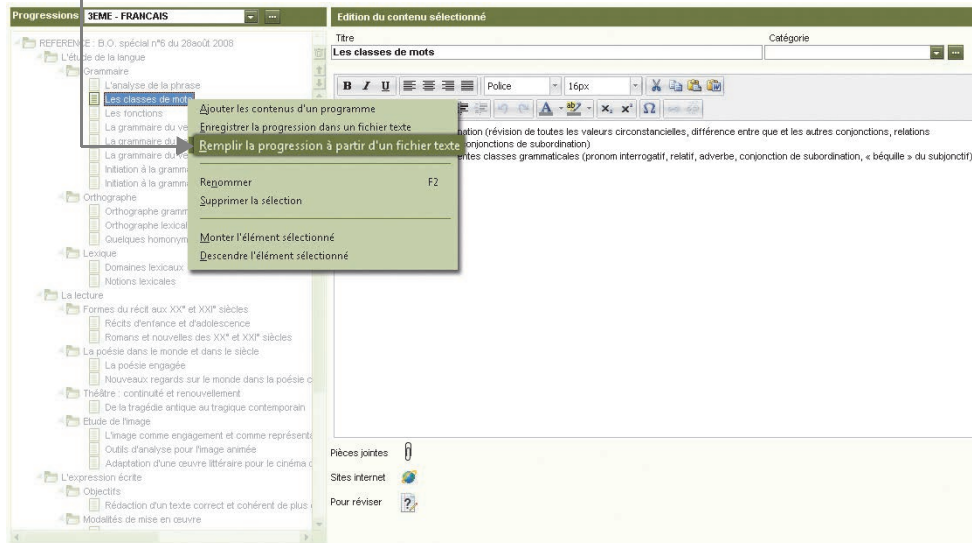 Progressions 3EME - FRANCAIS
REFERENCE : B.O. spécial n°6 du 28août 2008
L'étude de la langue
Grammaire
L'analyse de la phrase
Les classes de mots
Les fonctions
La grammaire du ve
La grammaire du
La grammaire du ve
Initiation à la gramm
Initiation à la gramm
Orthographe
Orthographe gramm
Orthographe lexical
Quelques homonym
Lexique
Domaines lexicaux
Notions lexicales
La lecture
Formes du récit aux XX° et XXI° siècles
Récits d'enfance et d'adolescence
Romans et nouvelles des XX° et XXI° siècles
La poésie dans le monde et dans le siècle
La poésie engagée
Nouveaux regards sur le monde dans la poésie c
Théâtre : continuité et renouvellement
De la tragédie antique au tragique contemporain
Etude de l'image
L'image comme engagement et comme représenta
Outils d'analyse pour l'image animée
Adaptation d'une œuvre littéraire pour le cinéma o
L'expression écrite
Objectifs
Rédaction d'un texte correct et cohérent de plus
Modalités de mise en œuvre
Ajouter les contenus d'un programme
Enregistrer la progression dans un fichier texte
Remplir la progression à partir d'un fichier texte
Renommer F2
Supprimer la sélection
Monter l'élément sélectionné
Descendre l'élément sélectionné
Edition du contenu sélectionné
Titre Catégorie
Les classes de mots
B I U Police 16px
A ab x₂ x² Ω
nation (révision de toutes les valeurs circonstancielles, différence entre que et les autres conjonctions, relations
onjonctions de subordination)
entes classes grammaticales (pronom interrogatif, relatif, adverbe, conjonction de subordination, « béquille » du subjonctif)
Pièces jointes
Sites internet
Pour réviser